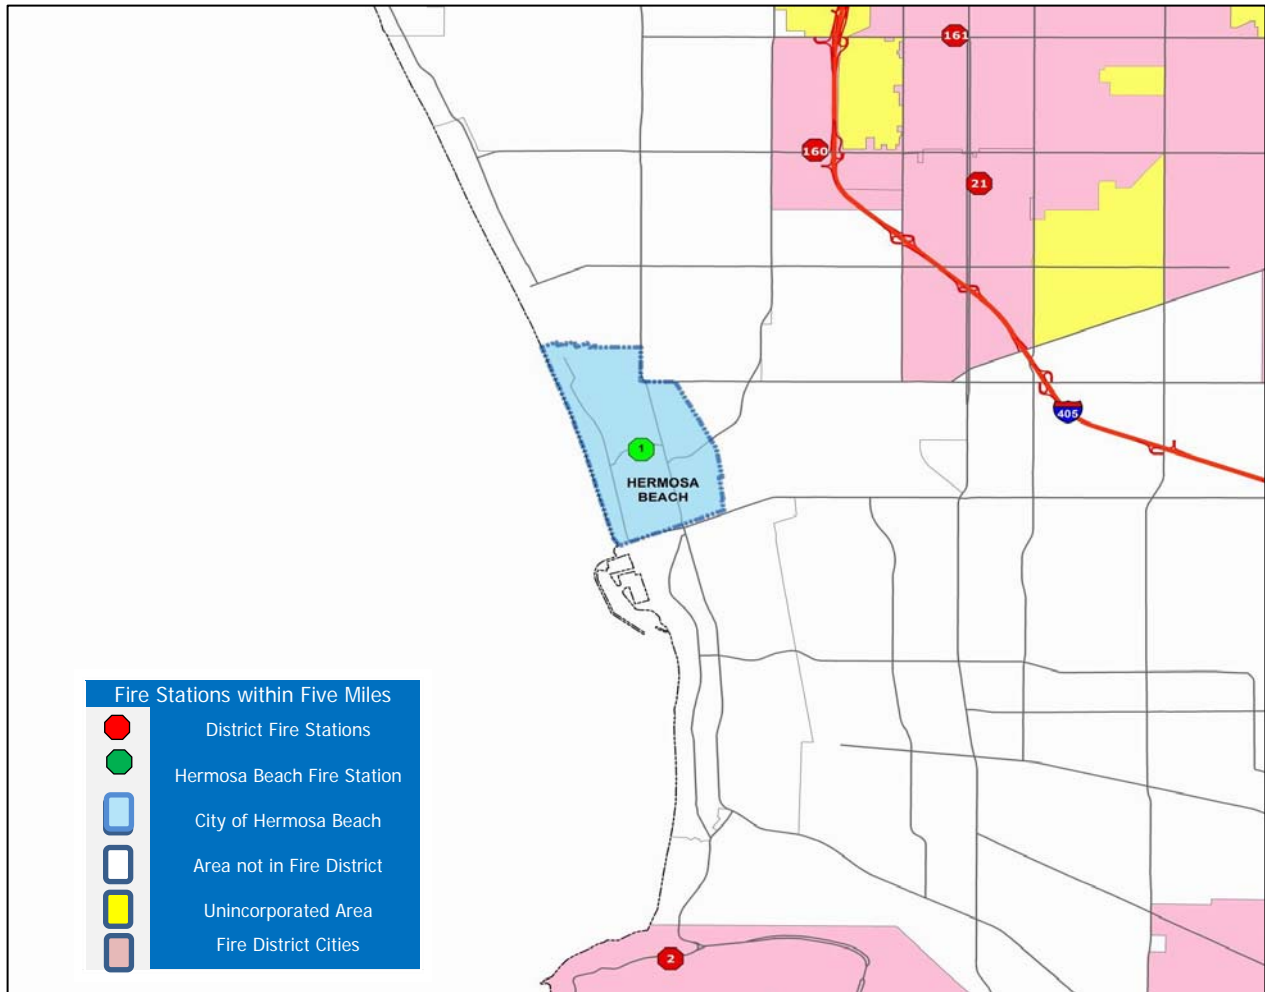 161
160
21
405
1
HERMOSA
BEACH
Fire Stations within Five Miles
District Fire Stations
Hermosa Beach Fire Station
City of Hermosa Beach
Area not in Fire District
Unincorporated Area
Fire District Cities
2